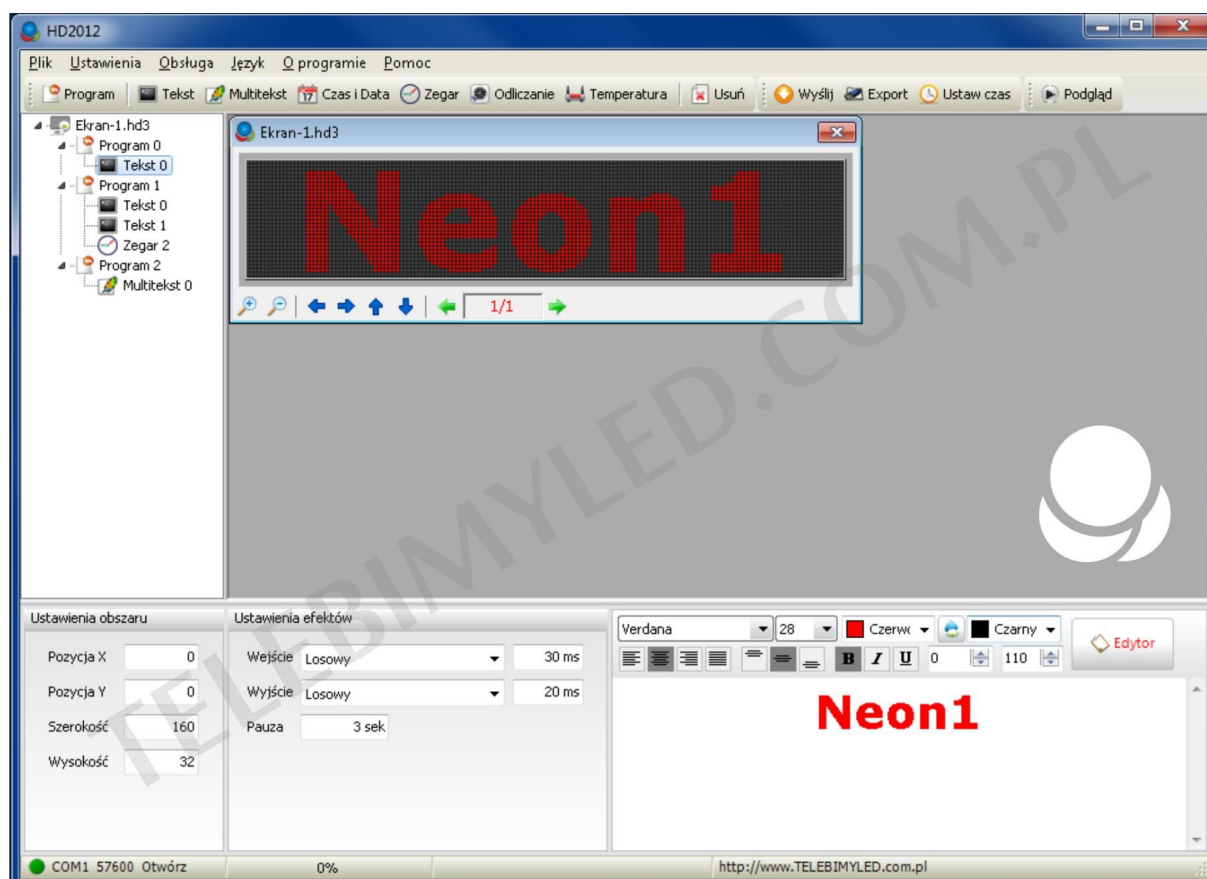 HD2012
Plik Ustawienia Obsługa Język O programie Pomoc
Program Tekst Multitekst 17 Czas i Data Zegar Odliczanie Temperatura Usuń Wyślij Export Ustaw czas Podgląd
Ekran-1.hd3
Program 0
Tekst 0
Program 1
Tekst 0
Tekst 1
Zegar 2
Program 2
Multitekst 0
Ekran-1.hd3
Neon1
1/1
TELEBIMYLED.COM.PL
Ustawienia obszaru
Pozycja X 0
Pozycja Y 0
Szerokość 160
Wysokość 32
Ustawienia efektów
Wejście Losowy 30 ms
Wyjście Losowy 20 ms
Pauza 3 sek
Verdana 28 Czerwc Czarny
B I U 0 110
Edytor
Neon1
COM1 57600 Otwórz 0% http://www.TELEBIMYLED.com.pl